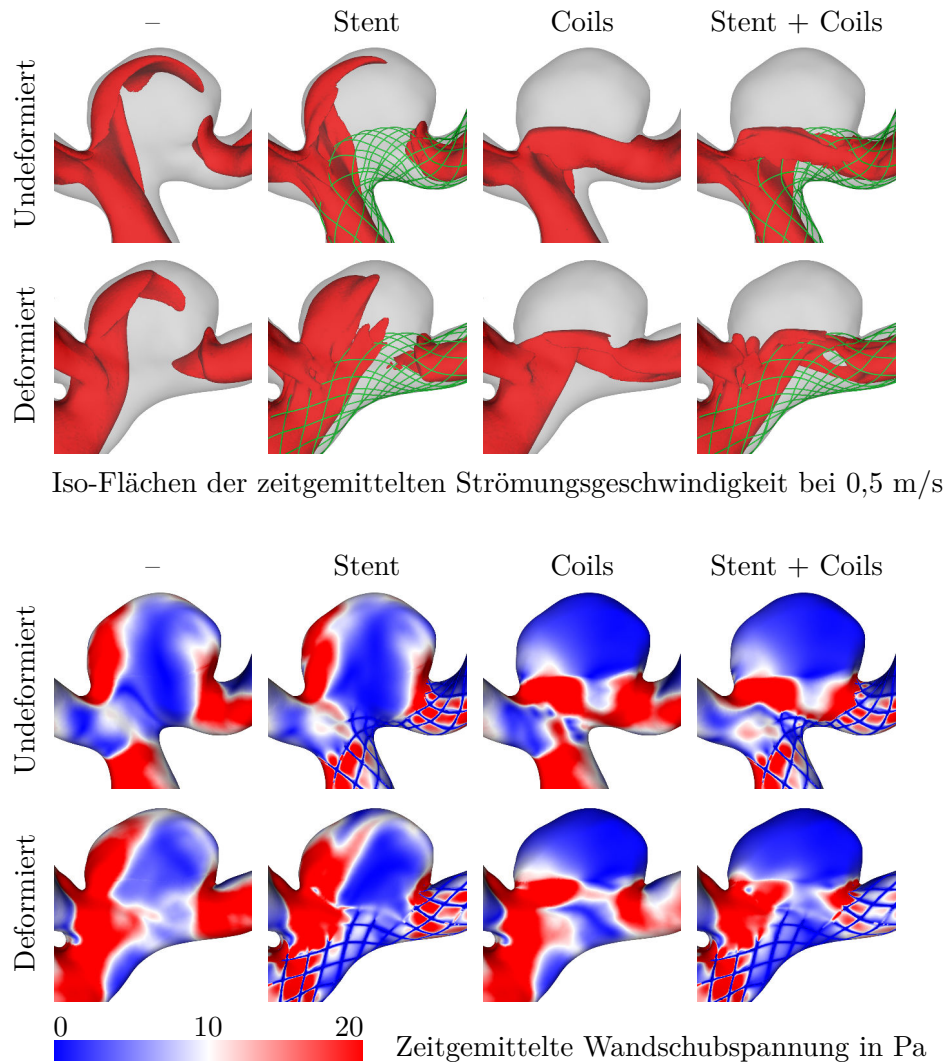 – Stent Coils Stent + Coils
Undeformiert
Deformiert
Iso-Flächen der zeitgemittelten Strömungsgeschwindigkeit bei 0,5 m/s
– Stent Coils Stent + Coils
Undeformiert
Deformiert
0 10 20
Zeitgemittelte Wandschubspannung in Pa